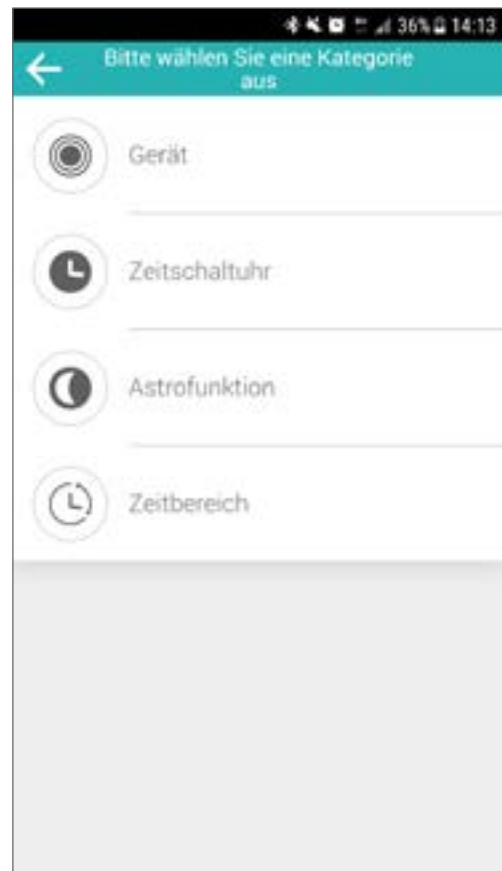 36% 14:13
Bitte wählen Sie eine Kategorie
aus
Gerät
Zeitschaltuhr
Astrofunktion
Zeitbereich